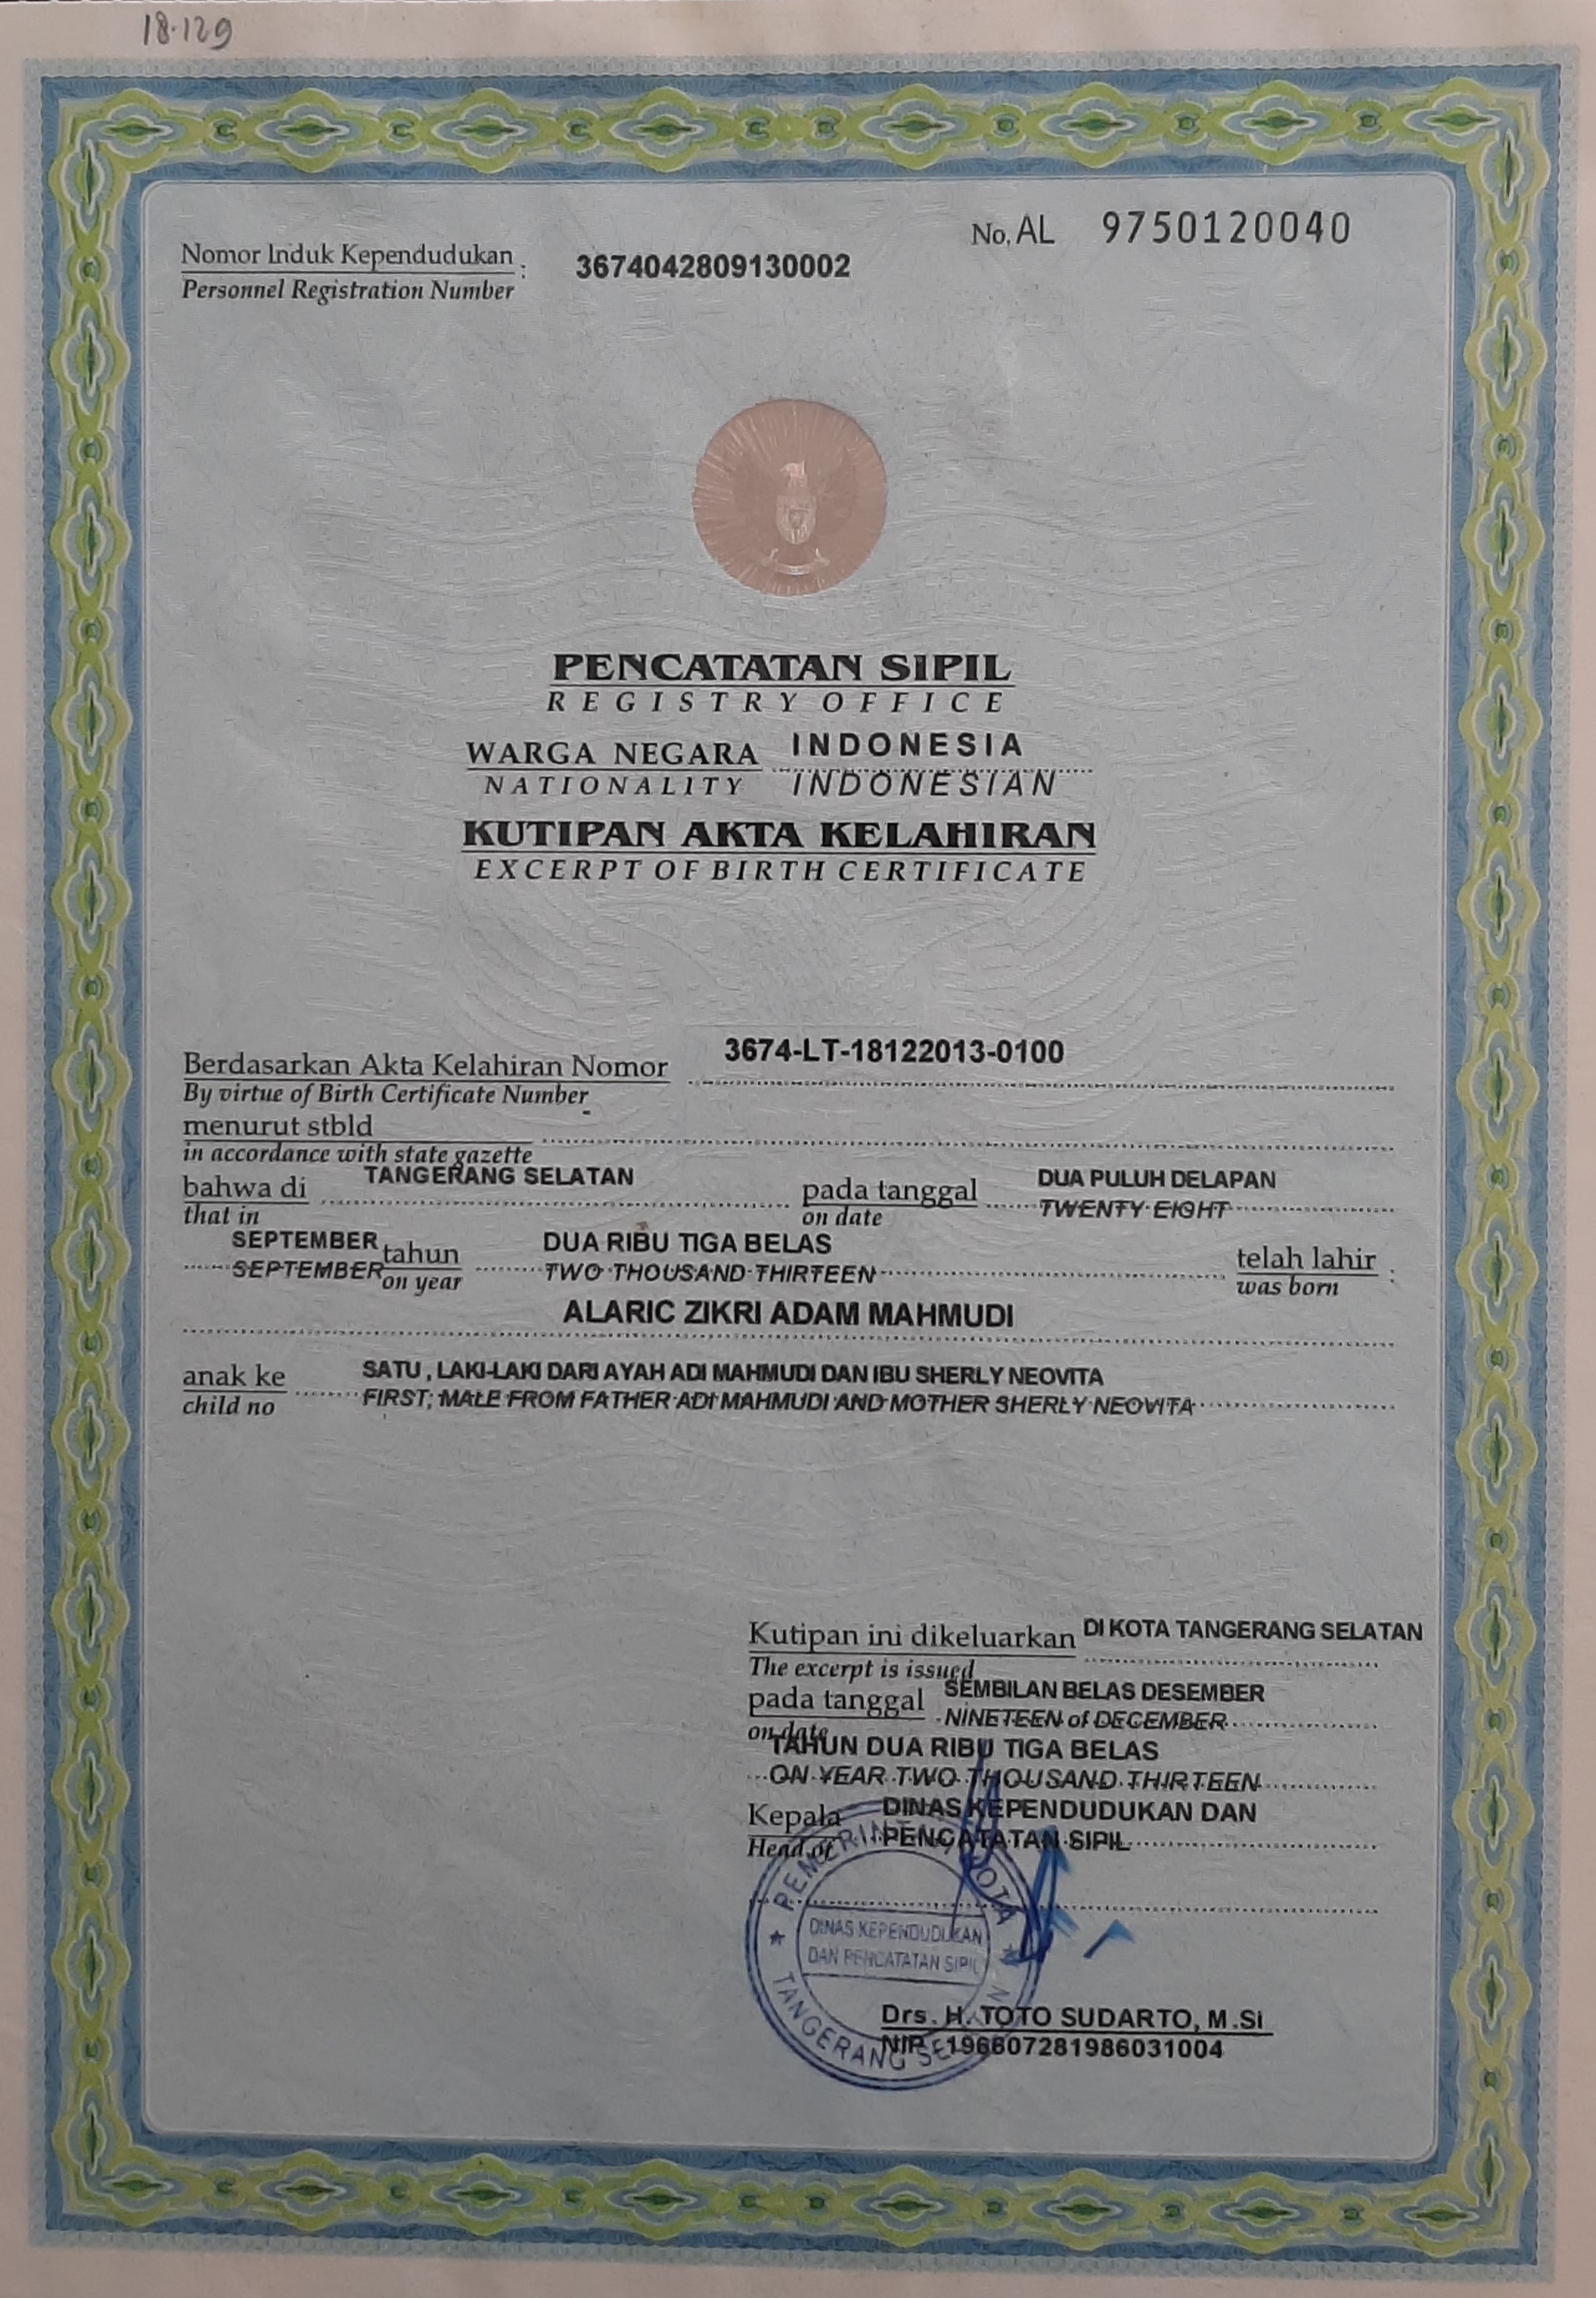 18·129
No. AL 9750120040
Nomor Induk Kependudukan : 3674042809130002
Personnel Registration Number
PENCATATAN SIPIL
REGISTRY OFFICE
WARGA NEGARA INDONESIA
NATIONALITY INDONESIAN
KUTIPAN AKTA KELAHIRAN
EXCERPT OF BIRTH CERTIFICATE
Berdasarkan Akta Kelahiran Nomor 3674-LT-18122013-0100
By virtue of Birth Certificate Number
menurut stbld
in accordance with state gazette
bahwa di TANGERANG SELATAN pada tanggal DUA PULUH DELAPAN
that in on date TWENTY EIGHT
SEPTEMBER tahun DUA RIBU TIGA BELAS telah lahir :
SEPTEMBER on year TWO THOUSAND THIRTEEN was born
ALARIC ZIKRI ADAM MAHMUDI
anak ke SATU, LAKI-LAKI DARI AYAH ADI MAHMUDI DAN IBU SHERLY NEOVITA
child no FIRST, MALE FROM FATHER ADI MAHMUDI AND MOTHER SHERLY NEOVITA
Kutipan ini dikeluarkan DI KOTA TANGERANG SELATAN
The excerpt is issued
pada tanggal SEMBILAN BELAS DESEMBER
on date NINETEEN of DECEMBER
TAHUN DUA RIBU TIGA BELAS
ON YEAR TWO THOUSAND THIRTEEN
Kepala DINAS KEPENDUDUKAN DAN
Head of PENCATATAN SIPIL
PEMERINTAH KOTA
DINAS KEPENDUDUKAN
DAN PENCATATAN SIPIL
TANGERANG SELATAN
Drs. H. TOTO SUDARTO, M.Si
NIP. 196607281986031004